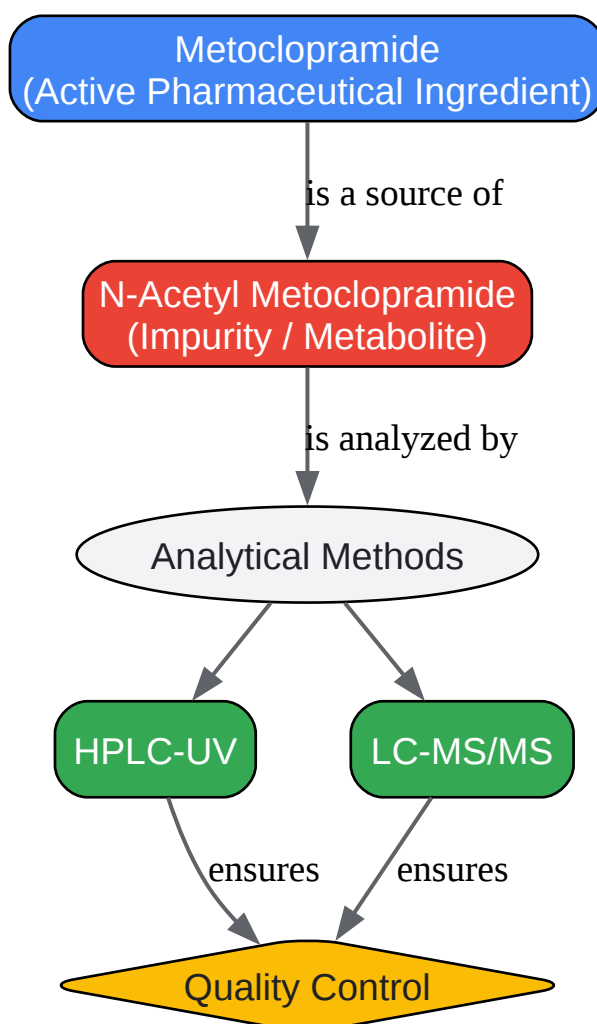 Metoclopramide
(Active Pharmaceutical Ingredient)
is a source of
N-Acetyl Metoclopramide
(Impurity / Metabolite)
is analyzed by
Analytical Methods
HPLC-UV
LC-MS/MS
ensures
ensures
Quality Control